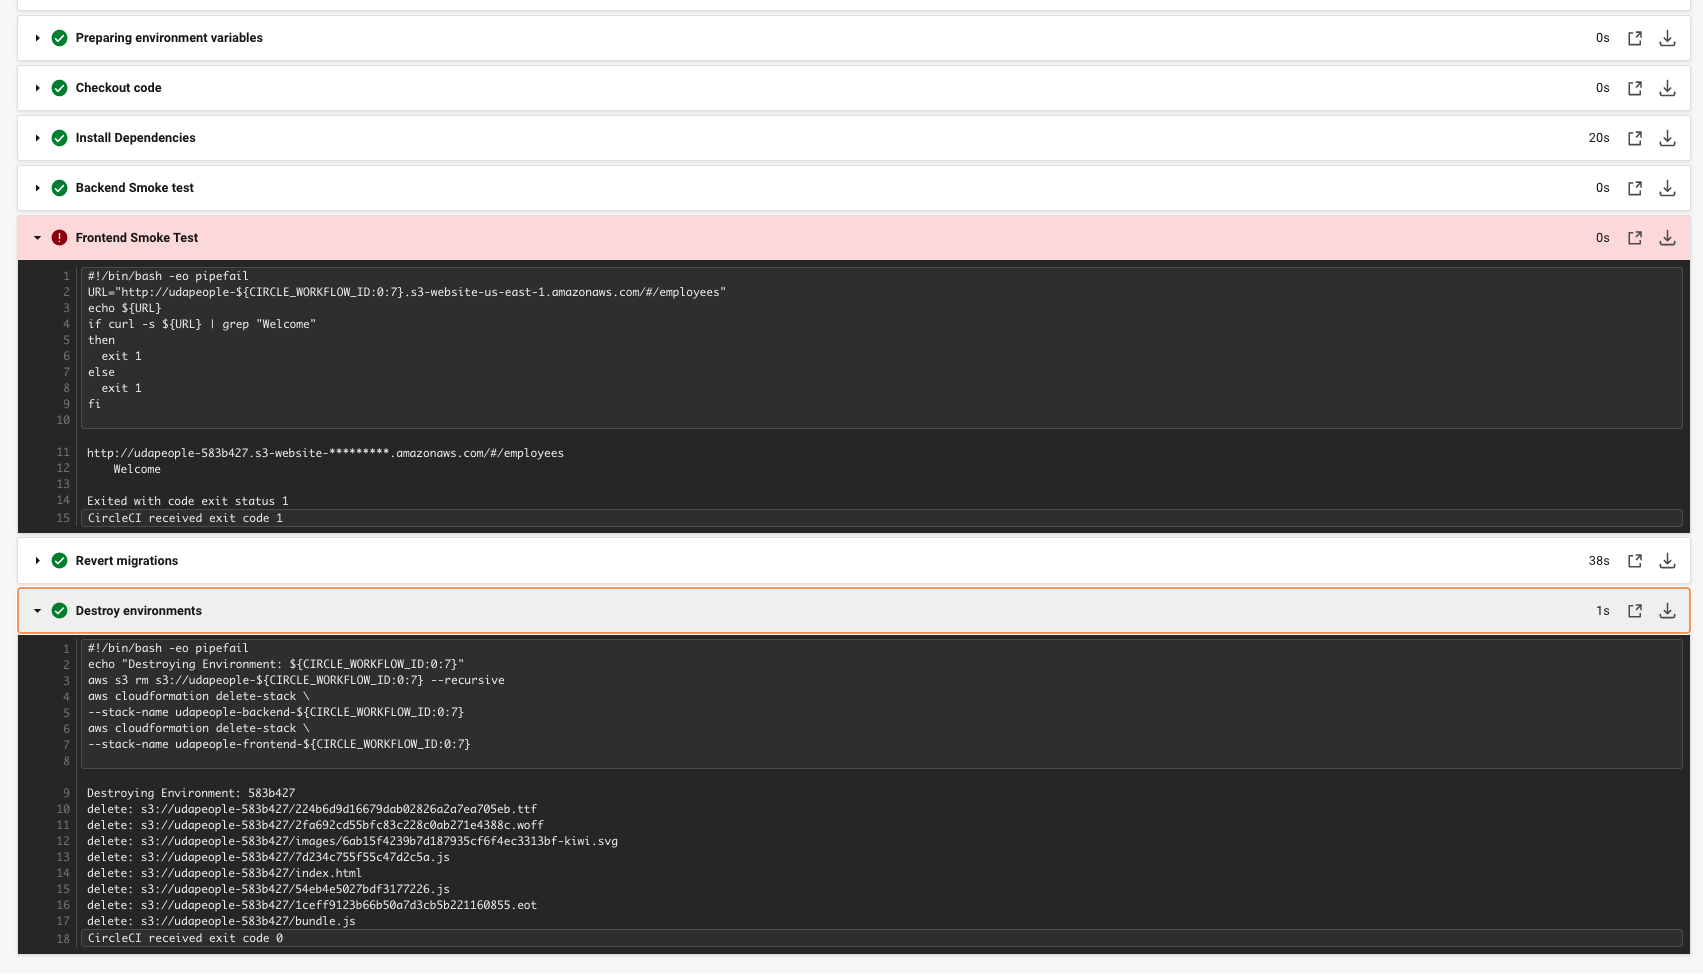 Preparing environment variables 0s
Checkout code 0s
Install Dependencies 20s
Backend Smoke test 0s
Frontend Smoke Test 0s
1 #!/bin/bash -eo pipefail
2 URL="http://udapeople-${CIRCLE_WORKFLOW_ID:0:7}.s3-website-us-east-1.amazonaws.com/#/employees"
3 echo ${URL}
4 if curl -s ${URL} | grep "Welcome"
5 then
6   exit 1
7 else
8   exit 1
9 fi
10
11 http://udapeople-583b427.s3-website-*********.amazonaws.com/#/employees
12     Welcome
13
14 Exited with code exit status 1
15 CircleCI received exit code 1
Revert migrations 38s
Destroy environments 1s
1 #!/bin/bash -eo pipefail
2 echo "Destroying Environment: ${CIRCLE_WORKFLOW_ID:0:7}"
3 aws s3 rm s3://udapeople-${CIRCLE_WORKFLOW_ID:0:7} --recursive
4 aws cloudformation delete-stack \
5 --stack-name udapeople-backend-${CIRCLE_WORKFLOW_ID:0:7}
6 aws cloudformation delete-stack \
7 --stack-name udapeople-frontend-${CIRCLE_WORKFLOW_ID:0:7}
8
9 Destroying Environment: 583b427
10 delete: s3://udapeople-583b427/224b6d9d16679dab02826a2a7ea705eb.ttf
11 delete: s3://udapeople-583b427/2fa692cd55bfc83c228c0ab271e4388c.woff
12 delete: s3://udapeople-583b427/images/6ab15f4239b7d187935cf6f4ec3313bf-kiwi.svg
13 delete: s3://udapeople-583b427/7d234c755f55c47d2c5a.js
14 delete: s3://udapeople-583b427/index.html
15 delete: s3://udapeople-583b427/54eb4e5027bdf3177226.js
16 delete: s3://udapeople-583b427/1ceff9123b66b50a7d3cb5b221160855.eot
17 delete: s3://udapeople-583b427/bundle.js
18 CircleCI received exit code 0